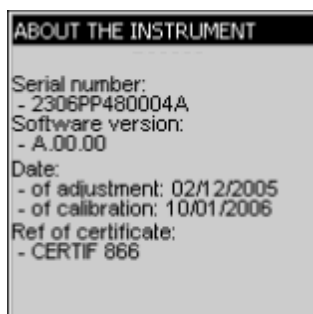 ABOUT THE INSTRUMENT
Serial number:
- 2306PP480004A
Software version:
- A.00.00
Date:
- of adjustment: 02/12/2005
- of calibration: 10/01/2006
Ref of certificate:
- CERTIF 866